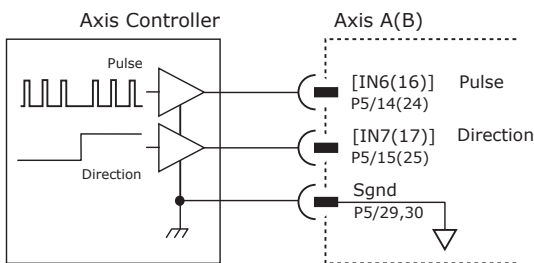 Axis Controller
Axis A(B)
Pulse
[IN6(16)] Pulse
P5/14(24)
[IN7(17)] Direction
P5/15(25)
Direction
Sgnd
P5/29,30